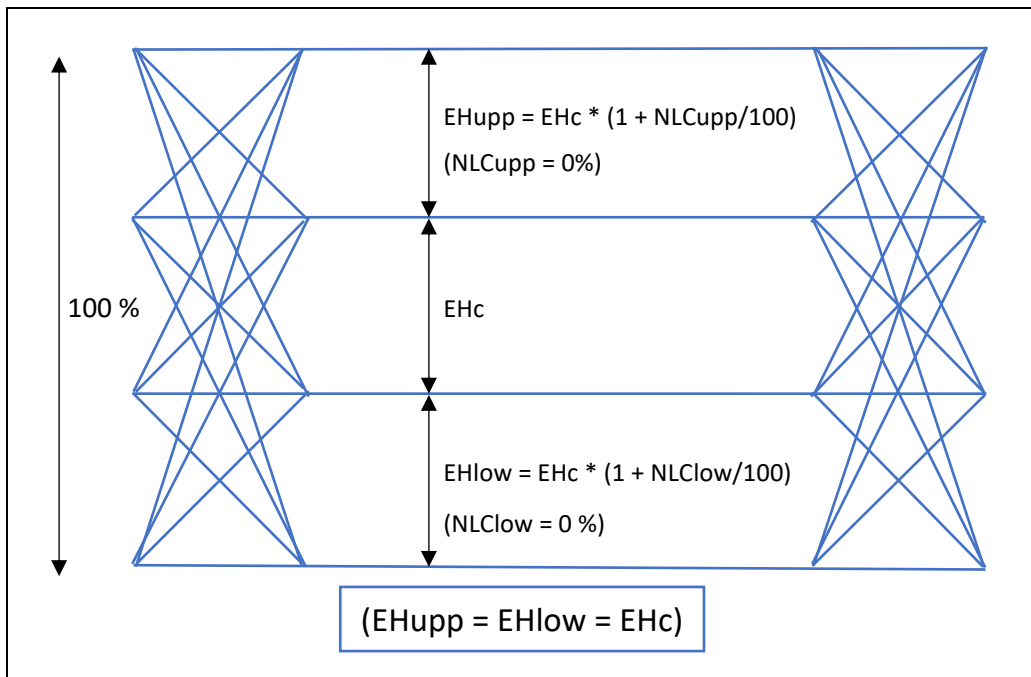 EHupp = EHc * (1 + NLCupp/100)
(NLCupp = 0%)
100 %
EHc
EHlow = EHc * (1 + NLClow/100)
(NLClow = 0 %)
(EHupp = EHlow = EHc)